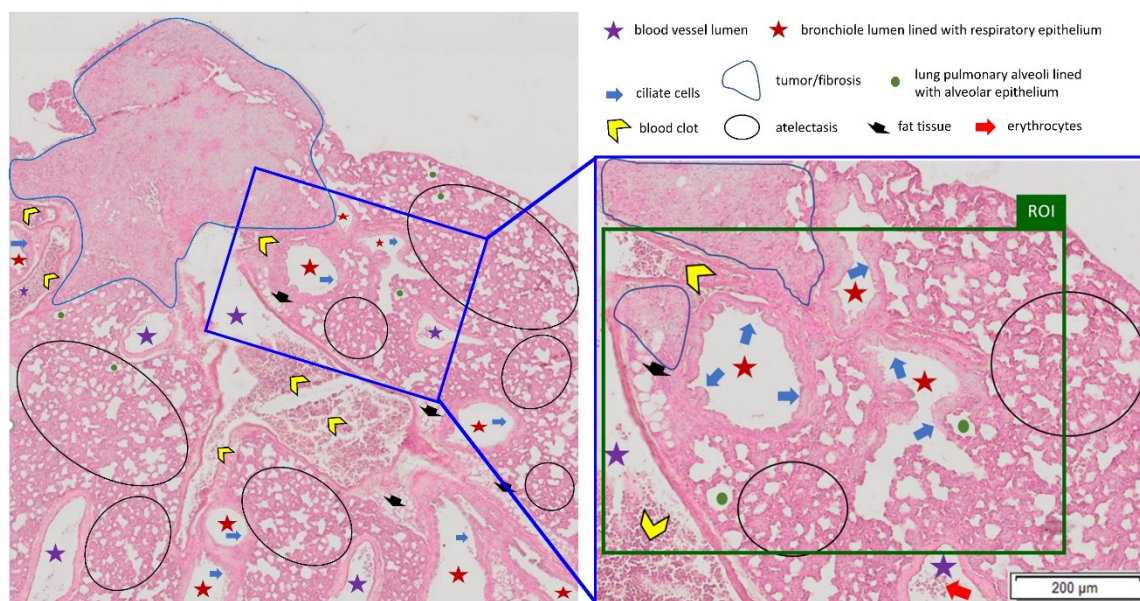 blood vessel lumen
bronchiole lumen lined with respiratory epithelium
ciliate cells
tumor/fibrosis
lung pulmonary alveoli lined
with alveolar epithelium
blood clot
atelectasis
fat tissue
erythrocytes
ROI
200 µm